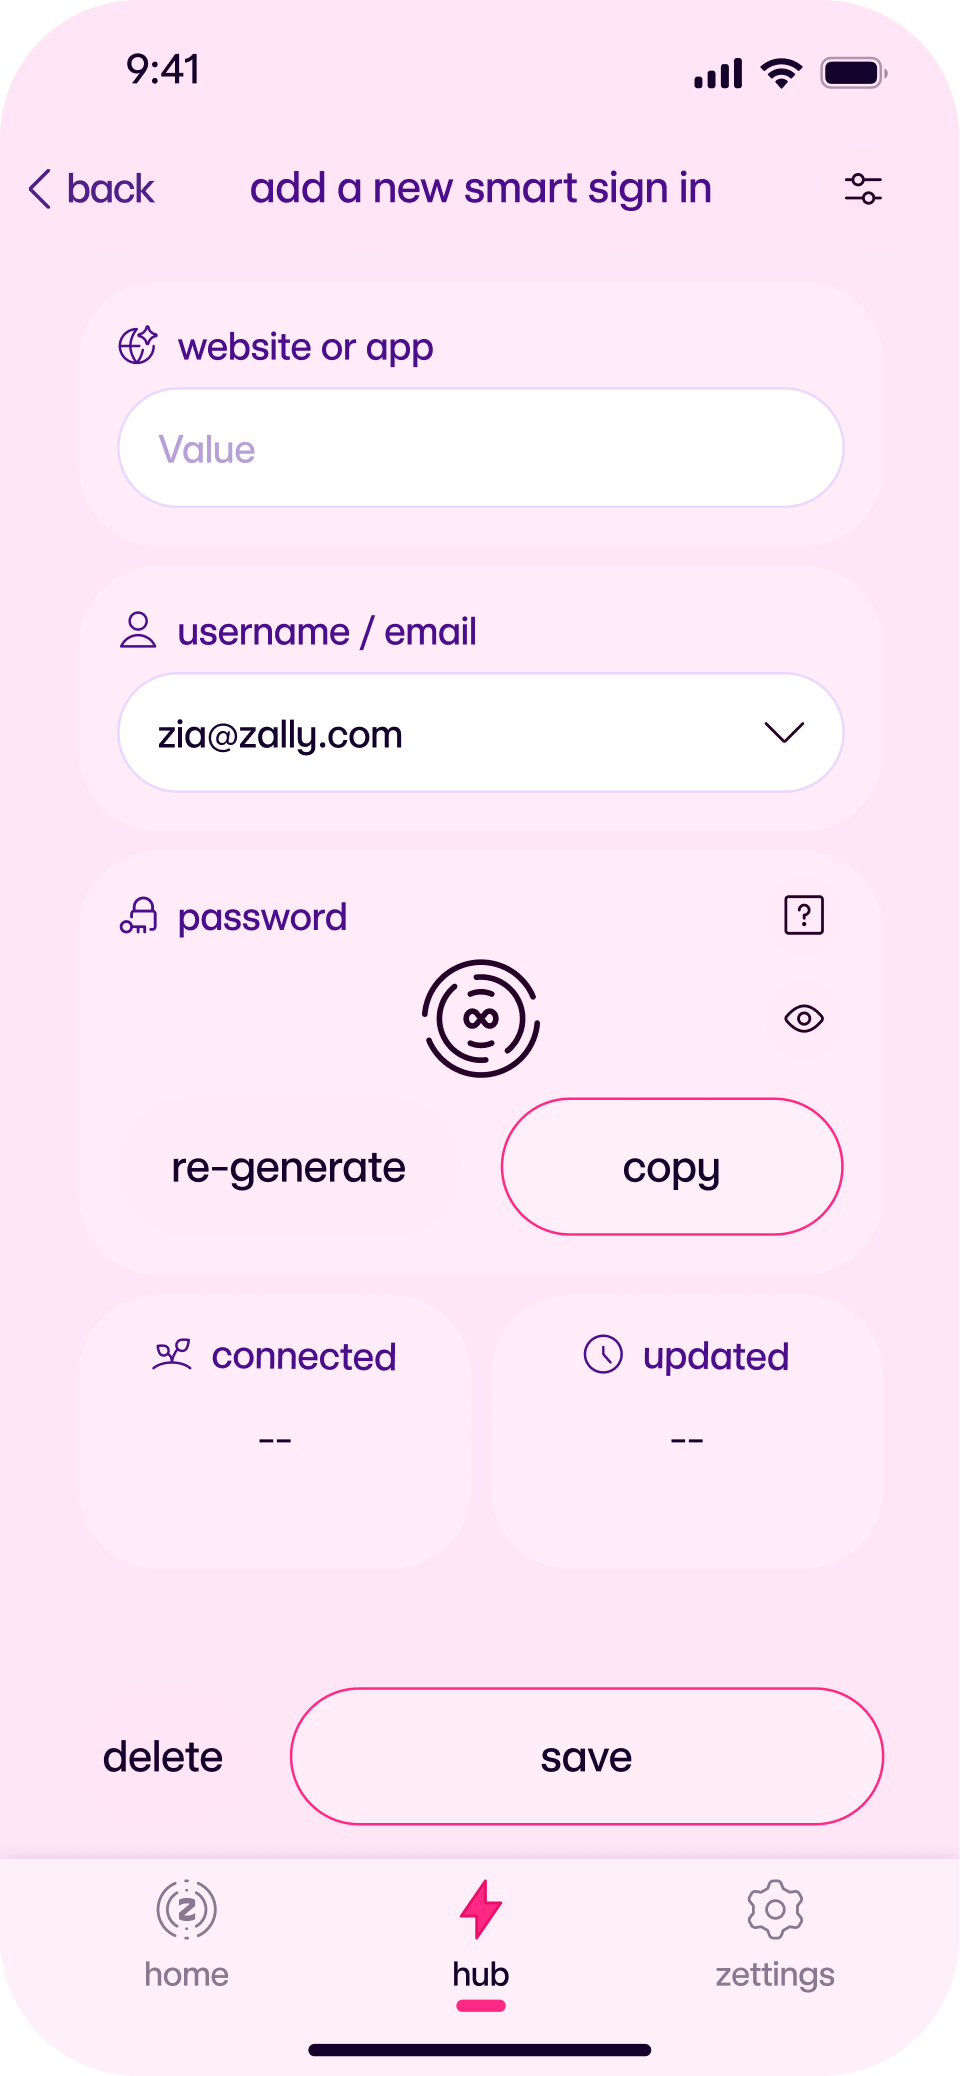 9:41
back
add a new smart sign in
website or app
Value
username / email
zia@zally.com
password
?
re-generate
copy
connected
updated
--
--
delete
save
z
home
hub
zettings